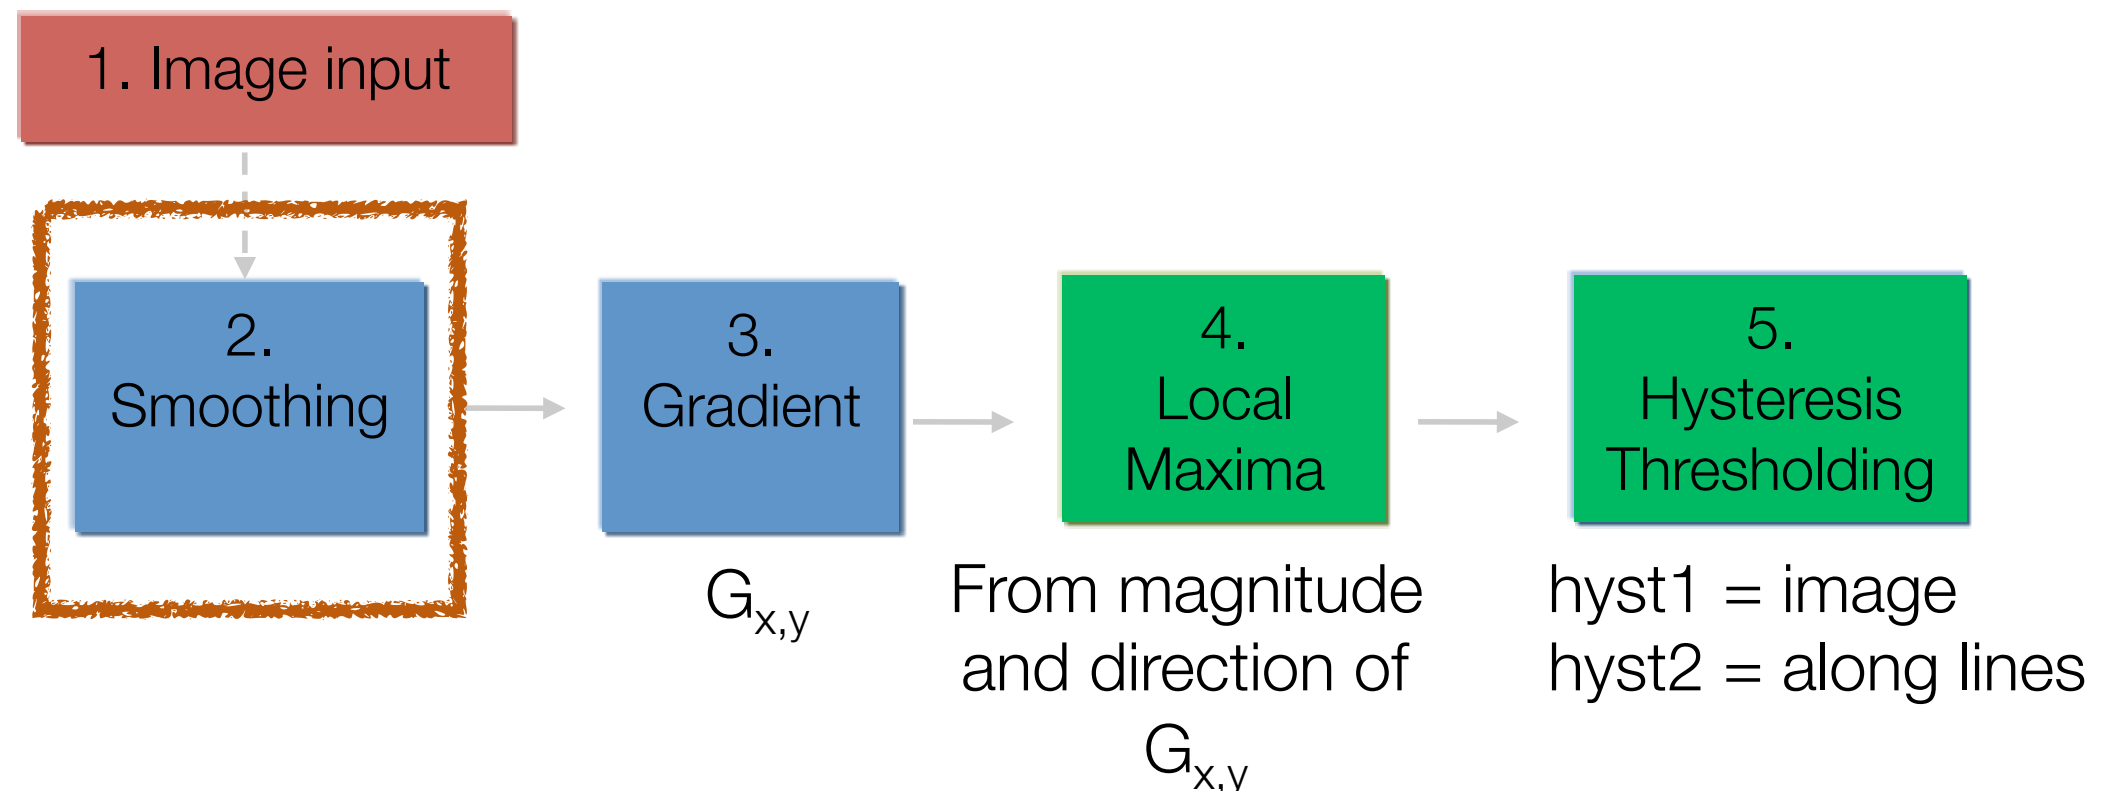 1. Image input
2.
Smoothing
3.
Gradient
4.
Local
Maxima
5.
Hysteresis
Thresholding
Gx,y
From magnitude
and direction of
Gx,y
hyst1 = image
hyst2 = along lines